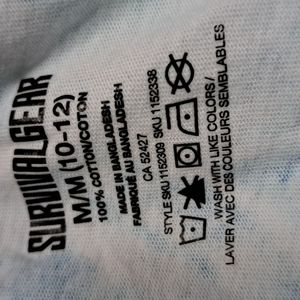 SURVIVALGEAR
M/M (10-12)
100% COTTON/COTON
MADE IN BANGLADESH
FABRIQUÉ AU BANGLADESH
CA 52427
STYLE SKU 1152309 SKU 1152338
WASH WITH LIKE COLORS/
LAVER AVEC DES COULEURS SEMBLABLES